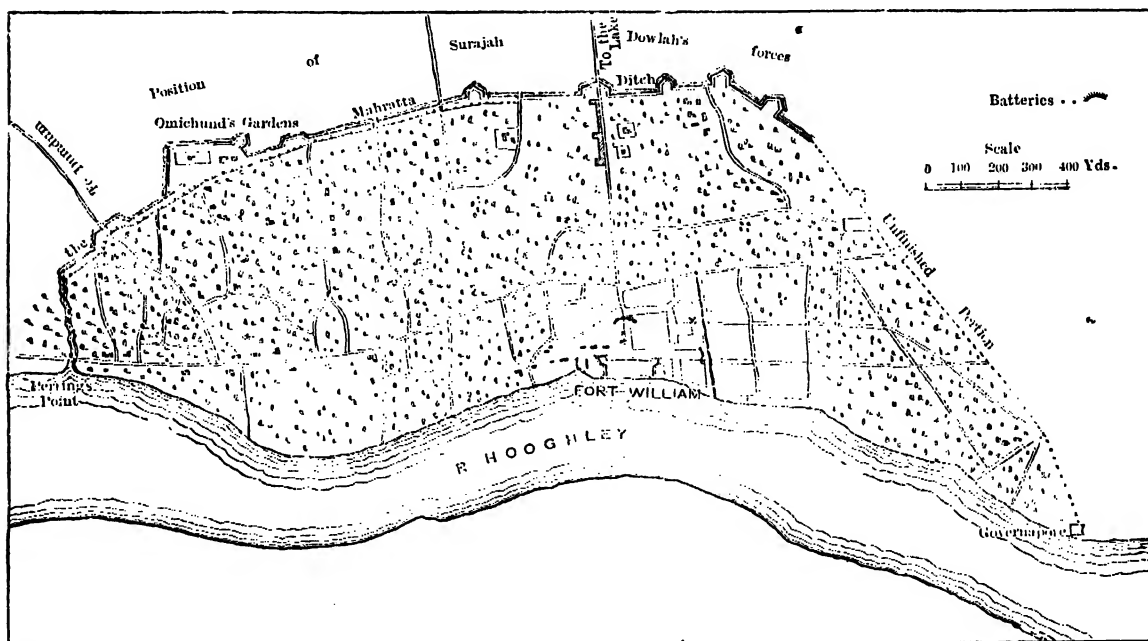 Position of Surajah Dowlah's forces
To the Lake
Mahratta Ditch
Omichund's Gardens
To Dumdum
the
Batteries . .
Scale
0 100 200 300 400 Yds.
Unfinished Portion
Perring's
Point
FORT WILLIAM
R HOOGHLEY
Governapore